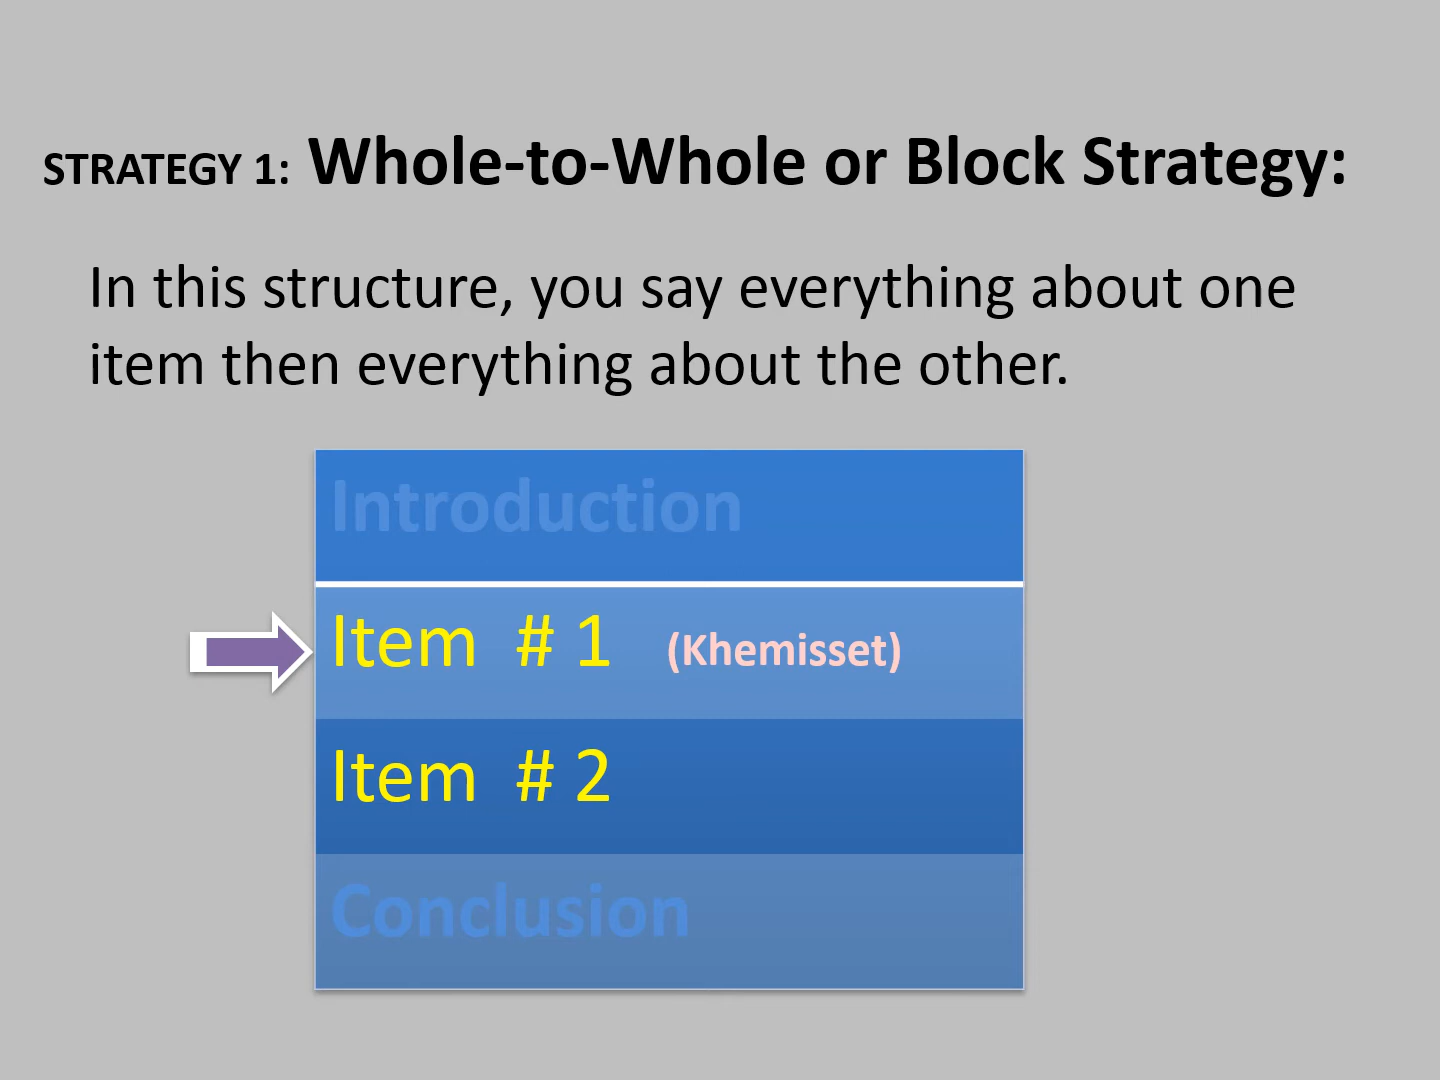 STRATEGY 1: Whole-to-Whole or Block Strategy:
In this structure, you say everything about one
item then everything about the other.
Introduction
Item # 1 (Khemisset)
Item # 2
Conclusion